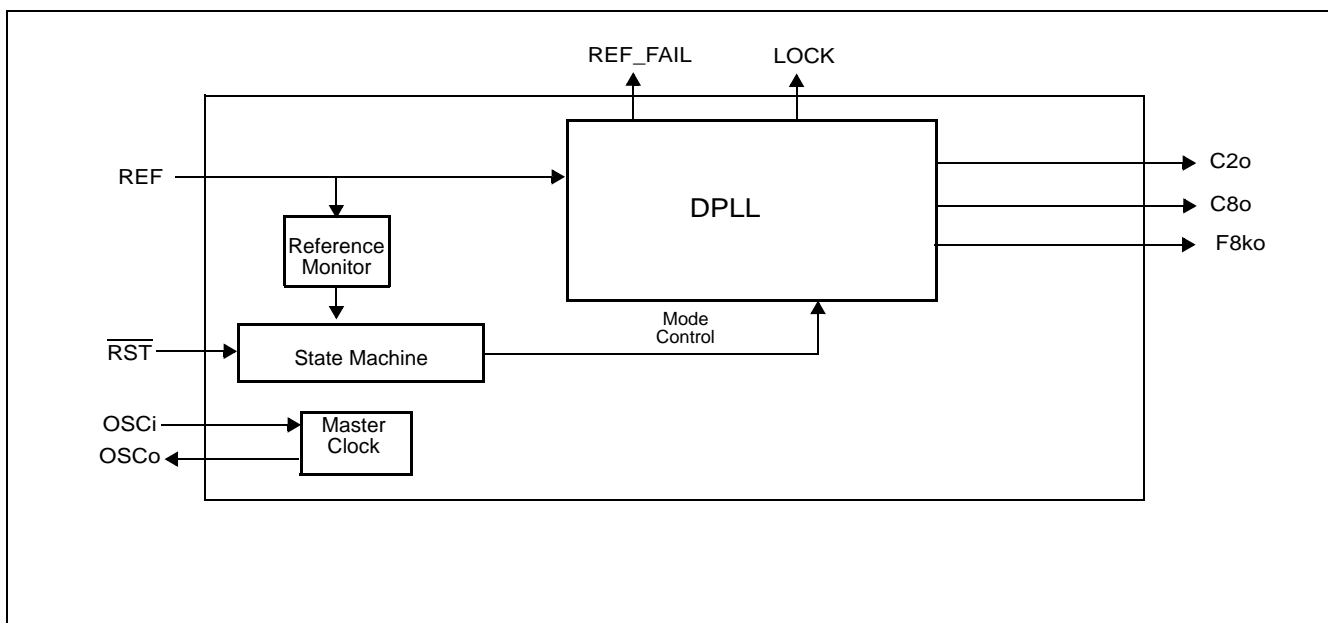 REF_FAIL
LOCK
C2o
REF
C8o
DPLL
F8ko
Reference
Monitor
Mode
Control
RST
State Machine
OSCi
Master
Clock
OSCo